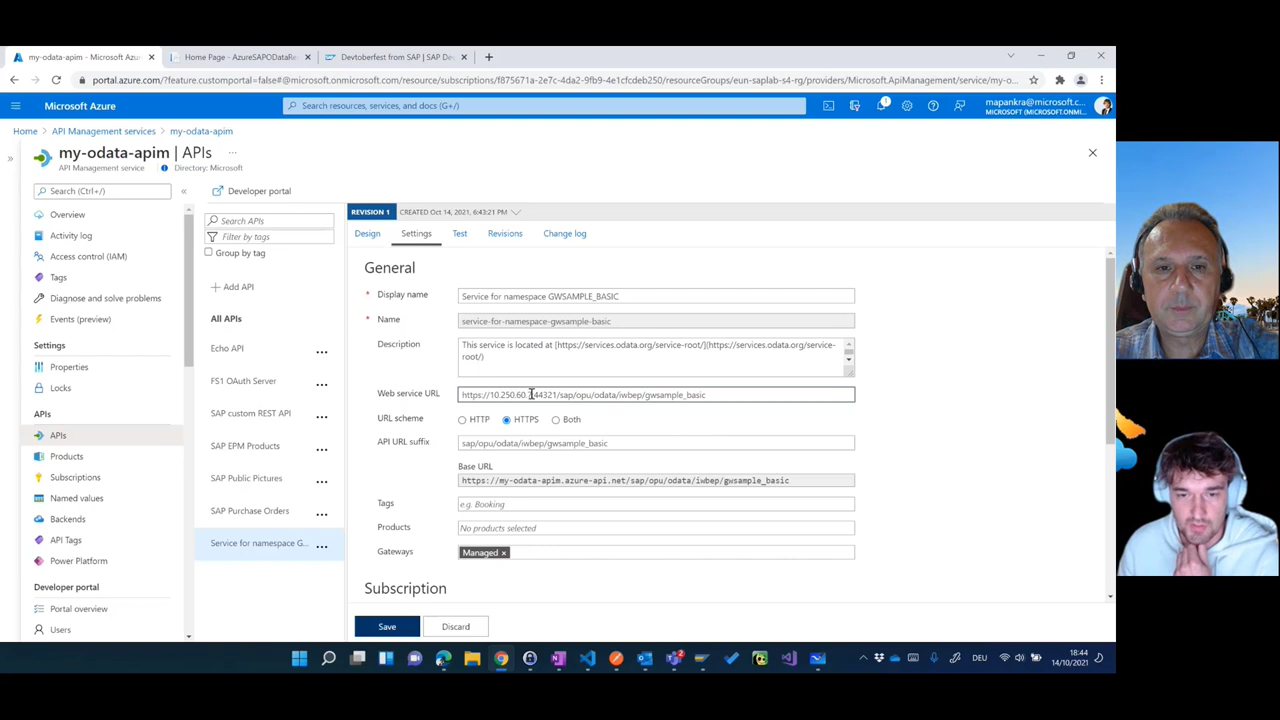 my-odata-apim - Microsoft Azu
Home Page - AzureSAPODataRe
Devtoberfest from SAP | SAP De
portal.azure.com/?feature.customportal=false#@microsoft.onmicrosoft.com/resource/subscriptions/f875671a-2e7c-4da2-9fb9-4e1cfcdeb250/resourceGroups/eun-saplab-s4-rg/providers/Microsoft.ApiManagement/service/my-o...
Microsoft Azure
Search resources, services, and docs (G+/)
1
mapankra@microsoft.c...
MICROSOFT (MICROSOFT.ONMI...
Home
API Management services
my-odata-apim
my-odata-apim | APIs
...
API Management service
Directory: Microsoft
Search (Ctrl+/)
Overview
Activity log
Access control (IAM)
Tags
Diagnose and solve problems
Events (preview)
Settings
Properties
Locks
APIs
APIs
Products
Subscriptions
Named values
Backends
API Tags
Power Platform
Developer portal
Portal overview
Users
Developer portal
Search APIs
Filter by tags
Group by tag
Add API
All APIs
Echo API
FS1 OAuth Server
SAP custom REST API
SAP EPM Products
SAP Public Pictures
SAP Purchase Orders
Service for namespace G...
REVISION 1
CREATED Oct 14, 2021, 6:43:21 PM
Design
Settings
Test
Revisions
Change log
General
* Display name
Service for namespace GWSAMPLE_BASIC
* Name
service-for-namespace-gwsample-basic
Description
This service is located at [https://services.odata.org/service-root/](https://services.odata.org/service-
root/)
Web service URL
https://10.250.60.
44321/sap/opu/odata/iwbep/gwsample_basic
URL scheme
HTTP
HTTPS
Both
API URL suffix
sap/opu/odata/iwbep/gwsample_basic
Base URL
https://my-odata-apim.azure-api.net/sap/opu/odata/iwbep/gwsample_basic
Tags
e.g. Booking
Products
No products selected
Gateways
Managed
Subscription
Save
Discard
DEU
18:44
14/10/2021